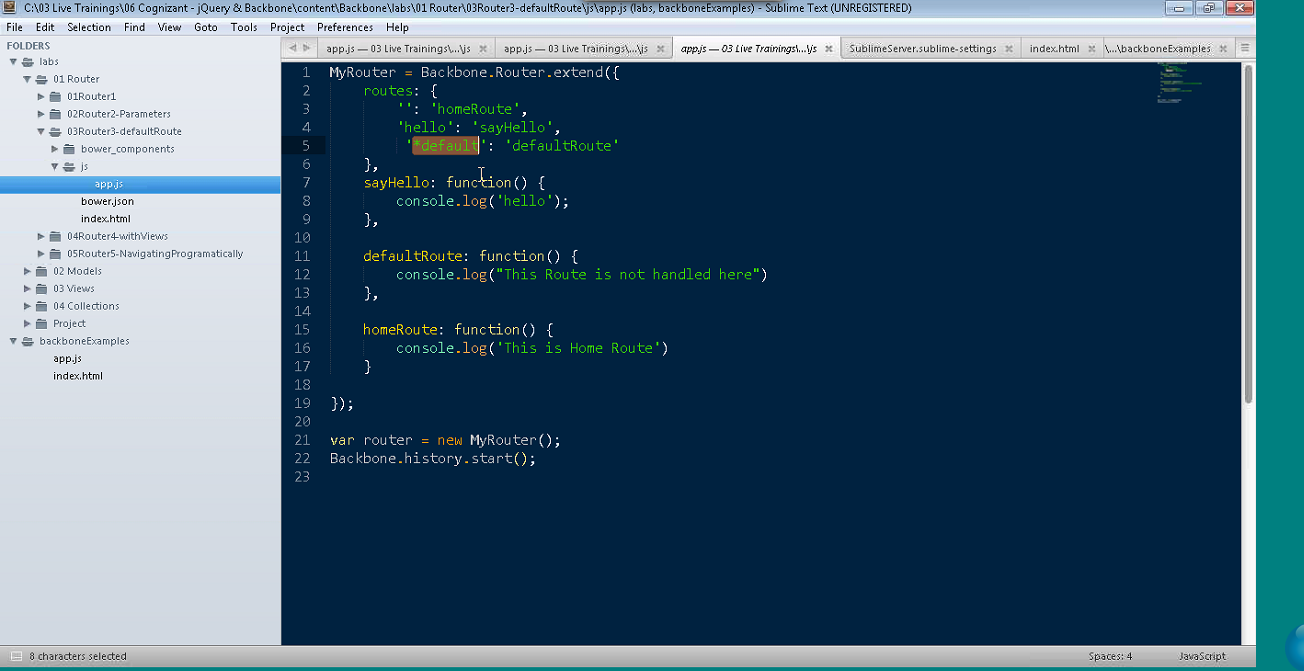 C:\03 Live Trainings\06 Cognizant - jQuery & Backbone\content\Backbone\labs\01 Router\03Router3-defaultRoute\js\app.js (labs, backboneExamples) - Sublime Text (UNREGISTERED)
File Edit Selection Find View Goto Tools Project Preferences Help
FOLDERS
labs
01 Router
01Router1
02Router2-Parameters
03Router3-defaultRoute
bower_components
js
app.js
bower.json
index.html
04Router4-withViews
05Router5-NavigatingProgramatically
02 Models
03 Views
04 Collections
Project
backboneExamples
app.js
index.html
app.js — 03 Live Trainings\...\js app.js — 03 Live Trainings\...\js app.js — 03 Live Trainings\...\js SublimeServer.sublime-settings index.html \...\backboneExamples
1 MyRouter = Backbone.Router.extend({
2 routes: {
3 '': 'homeRoute',
4 'hello': 'sayHello',
5 '*default': 'defaultRoute'
6 },
7 sayHello: function() {
8 console.log('hello');
9 },
10
11 defaultRoute: function() {
12 console.log("This Route is not handled here")
13 },
14
15 homeRoute: function() {
16 console.log('This is Home Route')
17 }
18
19 });
20
21 var router = new MyRouter();
22 Backbone.history.start();
23
8 characters selected Spaces: 4 JavaScript